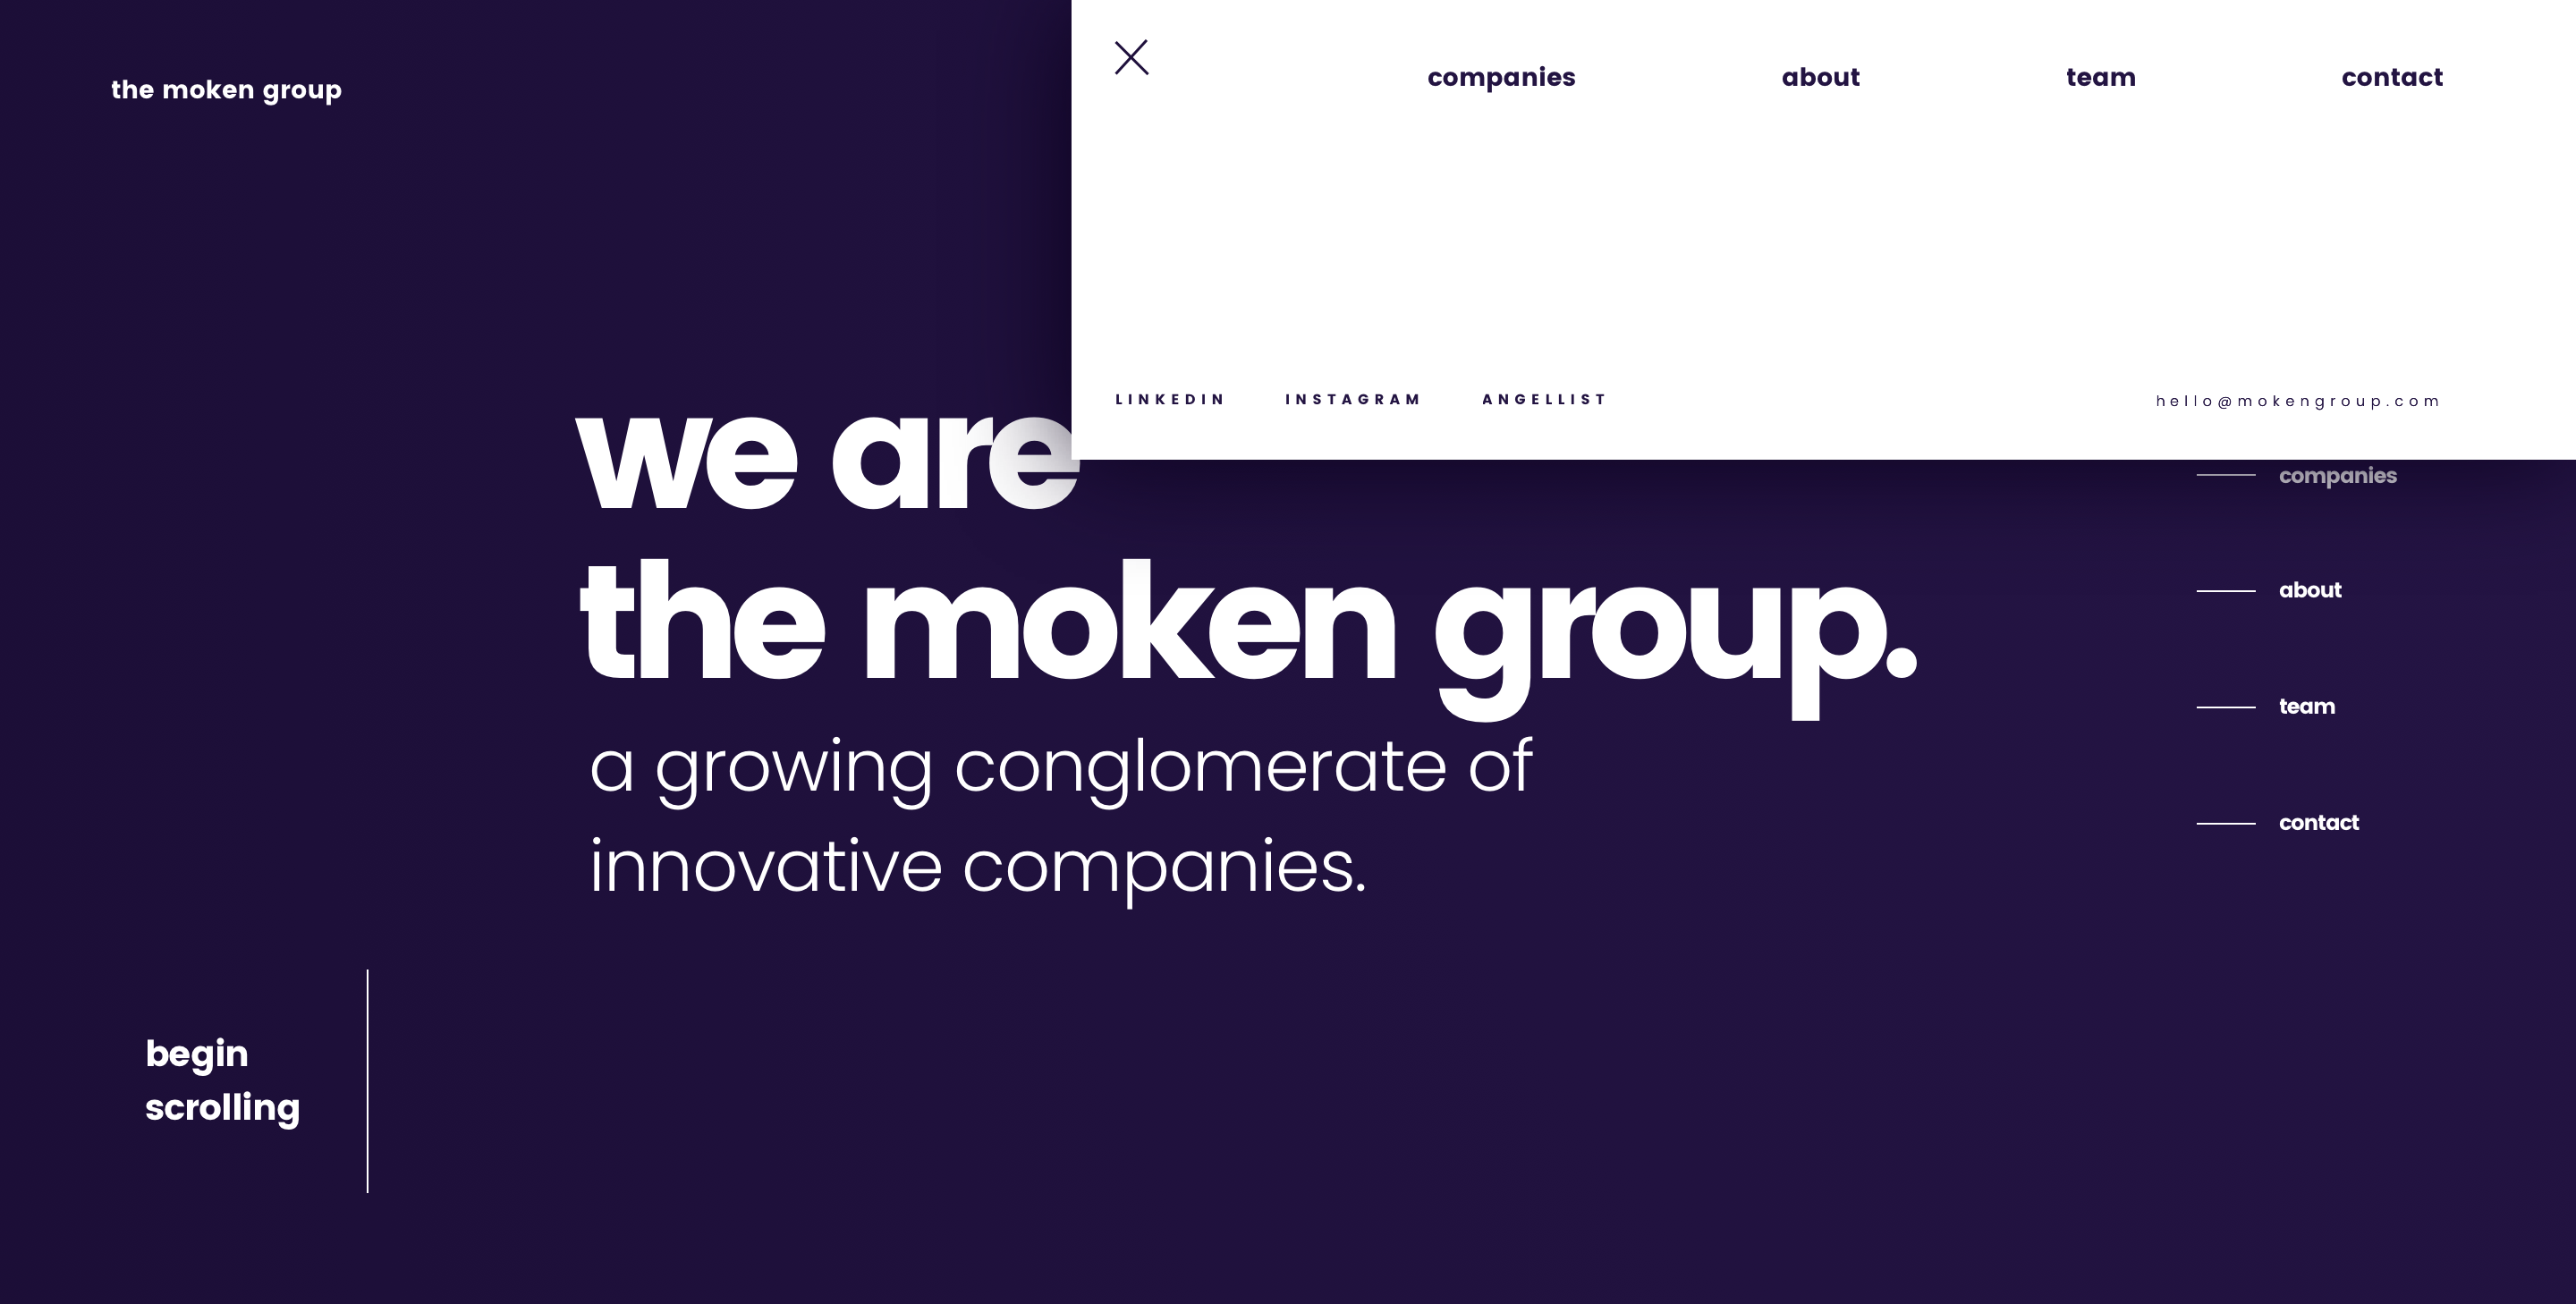 the moken group
companies
about
team
contact
LINKEDIN
INSTAGRAM
ANGELLIST
hello@mokengroup.com
we are
the moken group.
a growing conglomerate of
innovative companies.
companies
about
team
contact
begin
scrolling